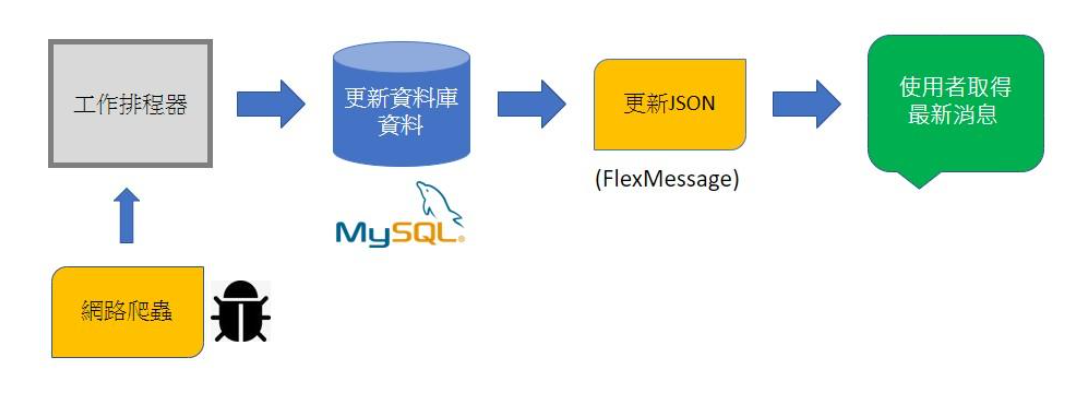 工作排程器
更新資料庫
資料
更新JSON
使用者取得
最新消息
(FlexMessage)
MySQL®
網路爬蟲